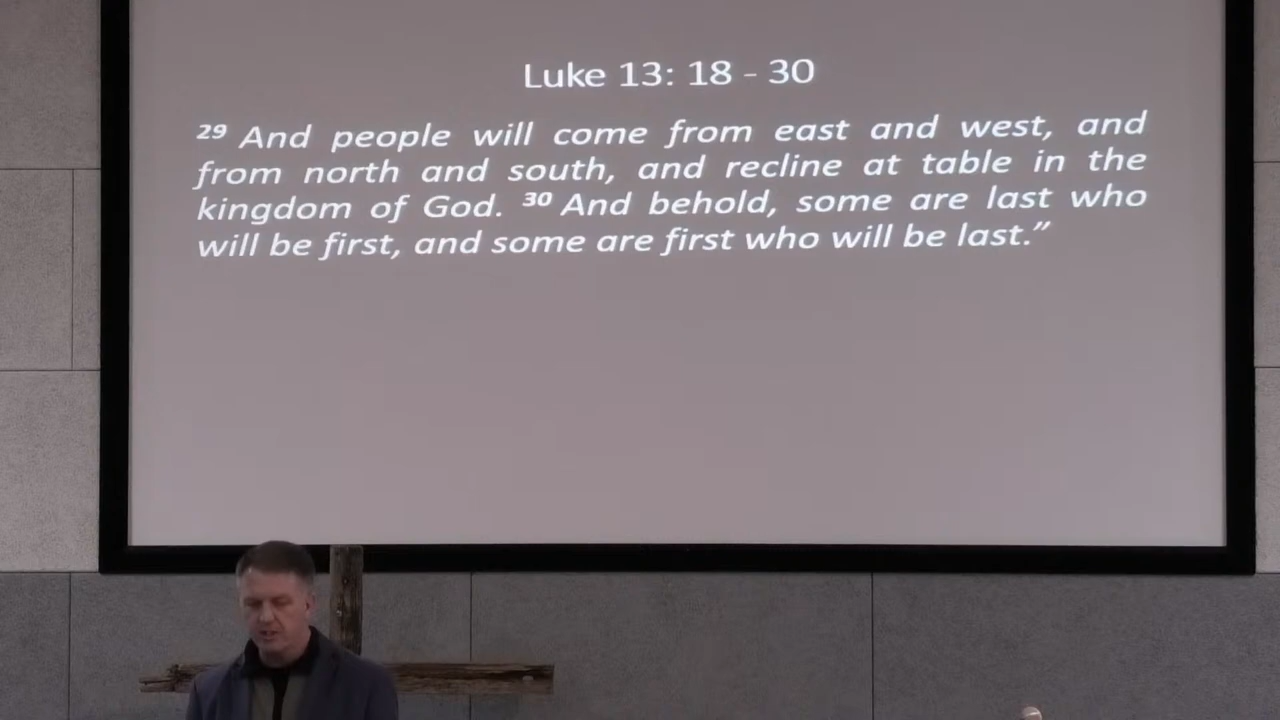 Luke 13: 18 - 30
29 And people will come from east and west, and
from north and south, and recline at table in the
kingdom of God. 30 And behold, some are last who
will be first, and some are first who will be last.”